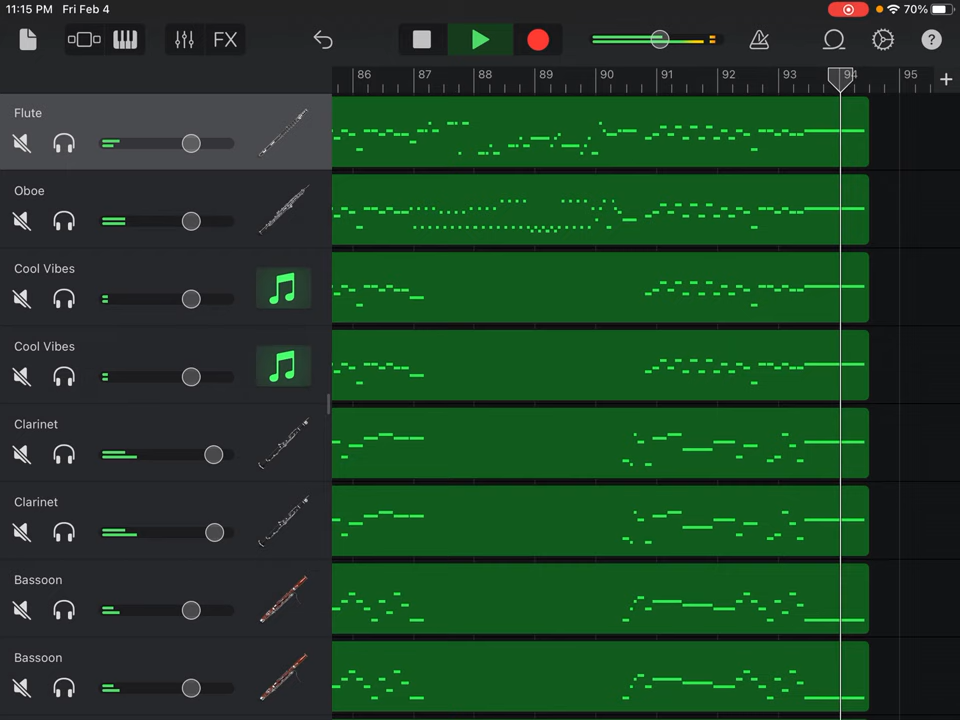 11:15 PM Fri Feb 4 70%
FX ?
86 87 88 89 90 91 92 93 94 95 +
Flute
Oboe
Cool Vibes
Cool Vibes
Clarinet
Clarinet
Bassoon
Bassoon